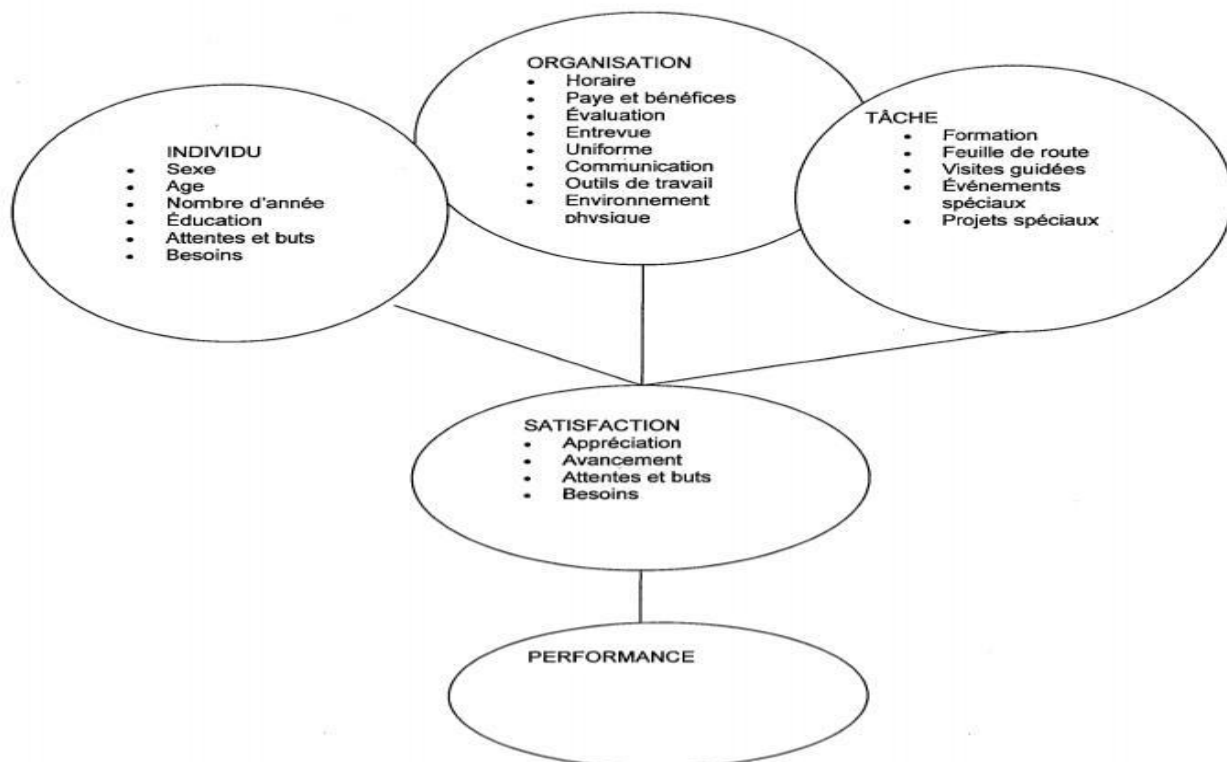 ORGANISATION
• Horaire
• Paye et bénéfices
• Évaluation
• Entrevue
• Uniforme
• Communication
• Outils de travail
• Environnement
physique
TÂCHE
• Formation
• Feuille de route
• Visites guidées
• Événements
spéciaux
• Projets spéciaux
INDIVIDU
• Sexe
• Age
• Nombre d'année
• Éducation
• Attentes et buts
• Besoins
SATISFACTION
• Appréciation
• Avancement
• Attentes et buts
• Besoins
PERFORMANCE